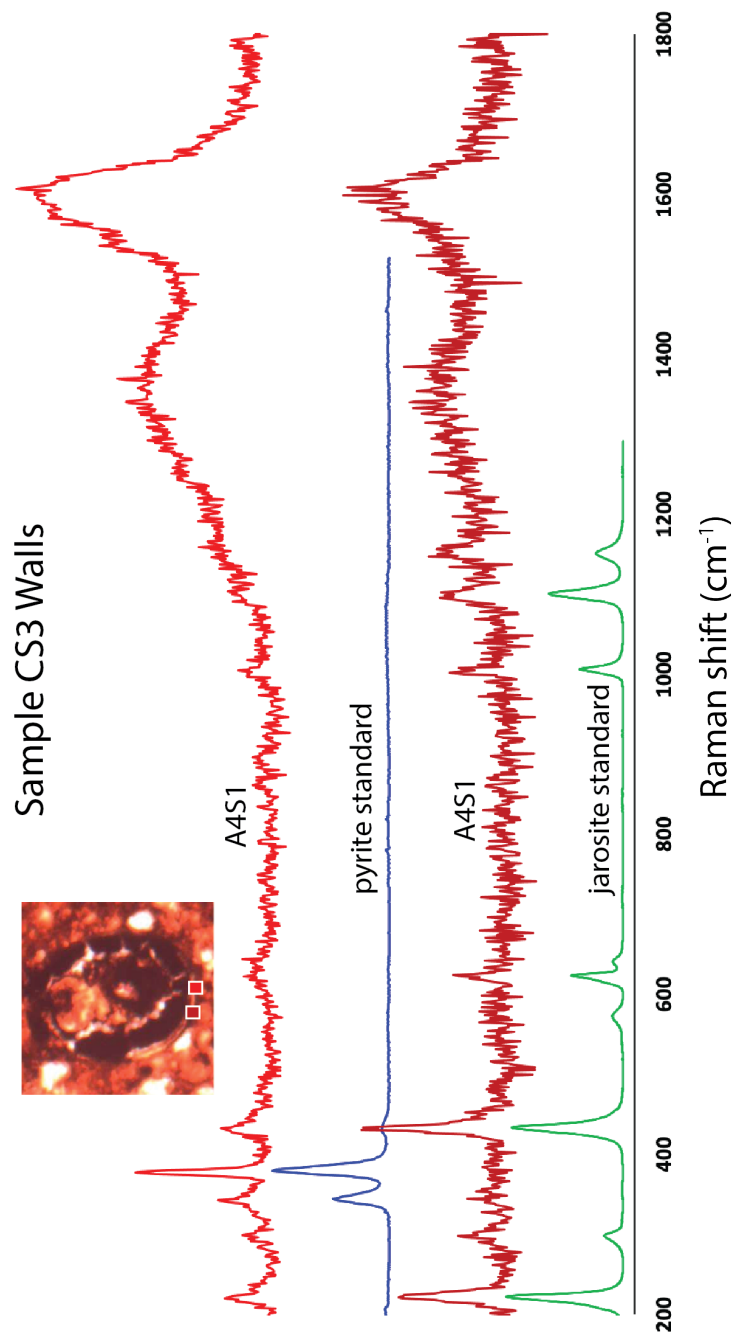 Sample CS3 Walls
A4S1
pyrite standard
A4S1
jarosite standard
200 400 600 800 1000 1200 1400 1600 1800
Raman shift (cm⁻¹)